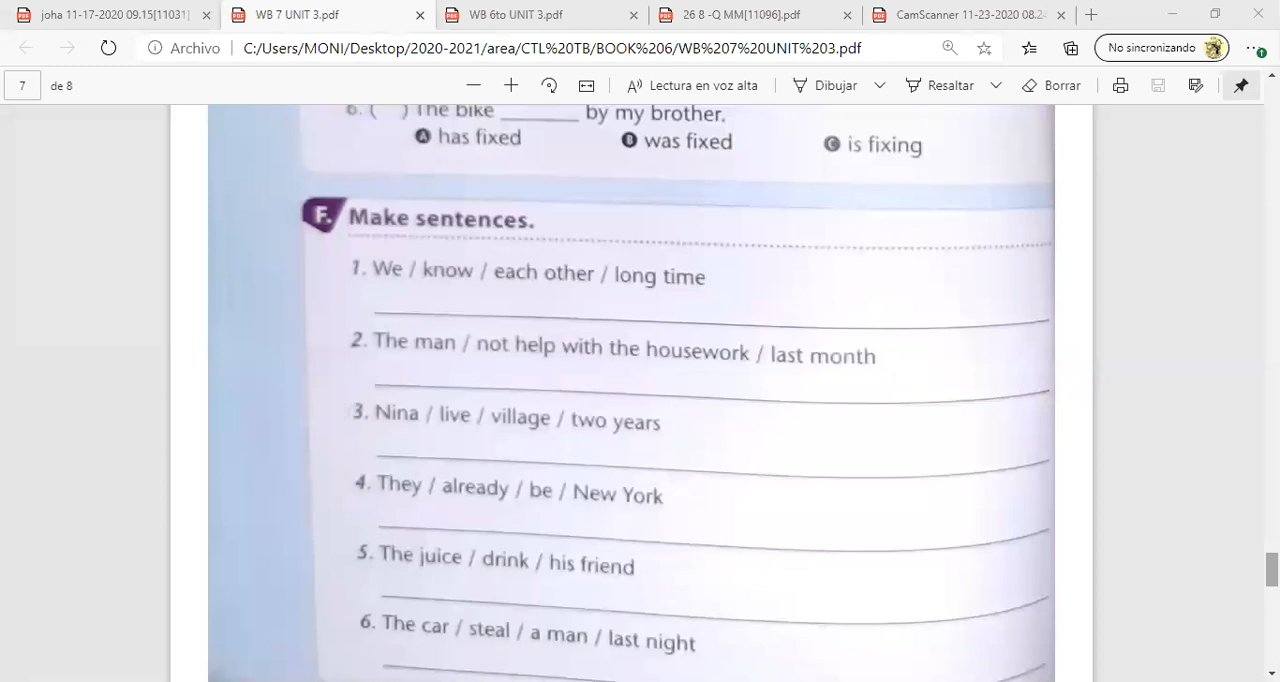 joha 11-17-2020 09.15[11031]
WB 7 UNIT 3.pdf
WB 6to UNIT 3.pdf
26 8 -Q MM[11096].pdf
CamScanner 11-23-2020 08.2
Archivo
C:/Users/MONI/Desktop/2020-2021/area/CTL%20TB/BOOK%206/WB%207%20UNIT%203.pdf
No sincronizando
7 de 8
Lectura en voz alta
Dibujar
Resaltar
Borrar
6. ( ) The bike ________ by my brother.
A has fixed B was fixed C is fixing
F. Make sentences.
1. We / know / each other / long time
2. The man / not help with the housework / last month
3. Nina / live / village / two years
4. They / already / be / New York
5. The juice / drink / his friend
6. The car / steal / a man / last night